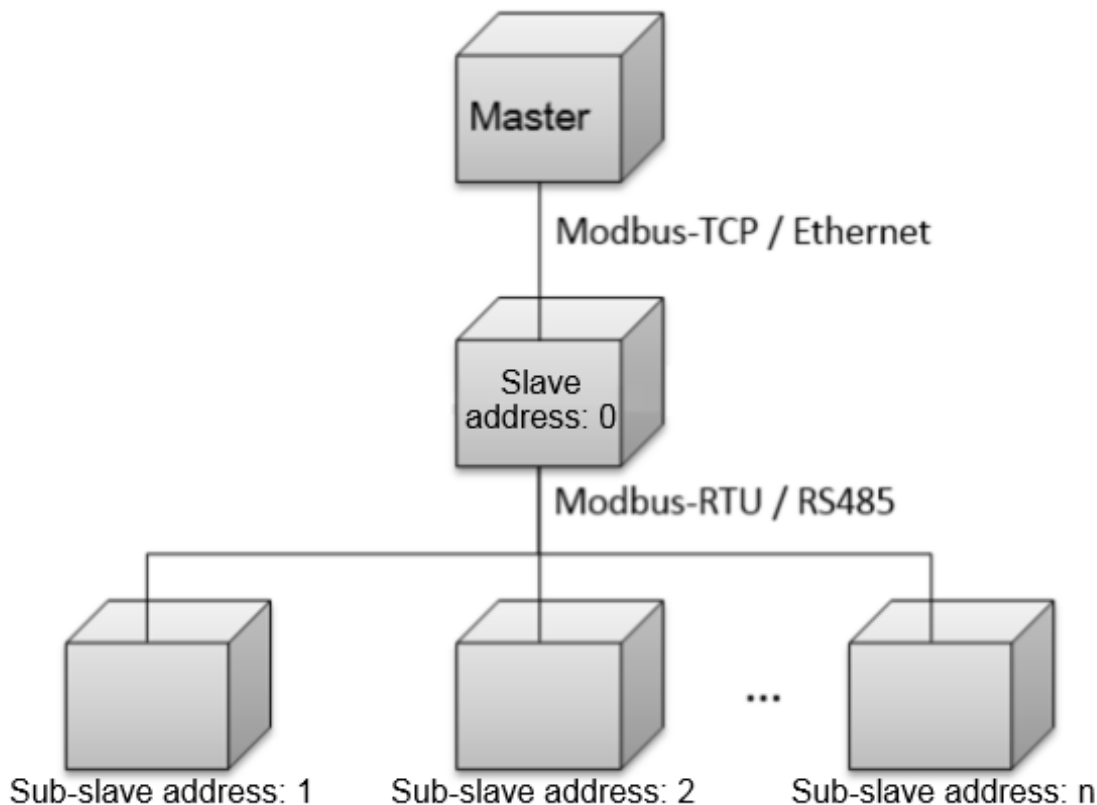 Master
Modbus-TCP / Ethernet
Slave
address: 0
Modbus-RTU / RS485
...
Sub-slave address: 1
Sub-slave address: 2
Sub-slave address: n